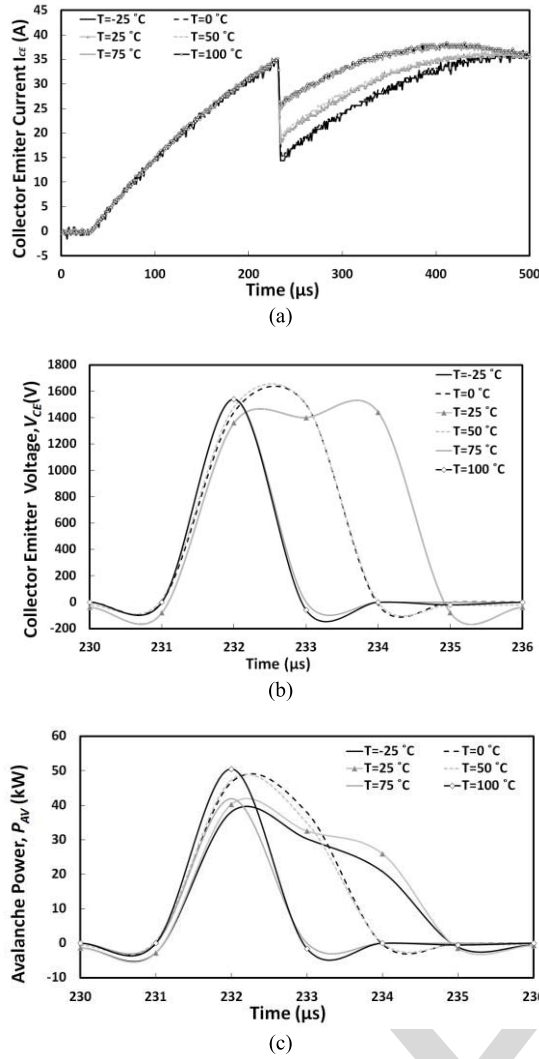 Collector Emiter Current ICE (A)
T=-25 ˚C
T=0 ˚C
T=25 ˚C
T=50 ˚C
T=75 ˚C
T=100 ˚C
45
40
35
30
25
20
15
10
5
0
-5
0
100
200
300
400
500
Time (µs)
(a)
Collector Emitter Voltage,VCE(V)
1800
1600
1400
1200
1000
800
600
400
200
0
-200
T=-25 ˚C
T=0 ˚C
T=25 ˚C
T=50 ˚C
T=75 ˚C
T=100 ˚C
230
231
232
233
234
235
236
Time (µs)
(b)
Avalanche Power, PAV (kW)
60
50
40
30
20
10
0
-10
T=-25 ˚C
T=0 ˚C
T=25 ˚C
T=50 ˚C
T=75 ˚C
T=100 ˚C
230
231
232
233
234
235
236
Time (µs)
(c)